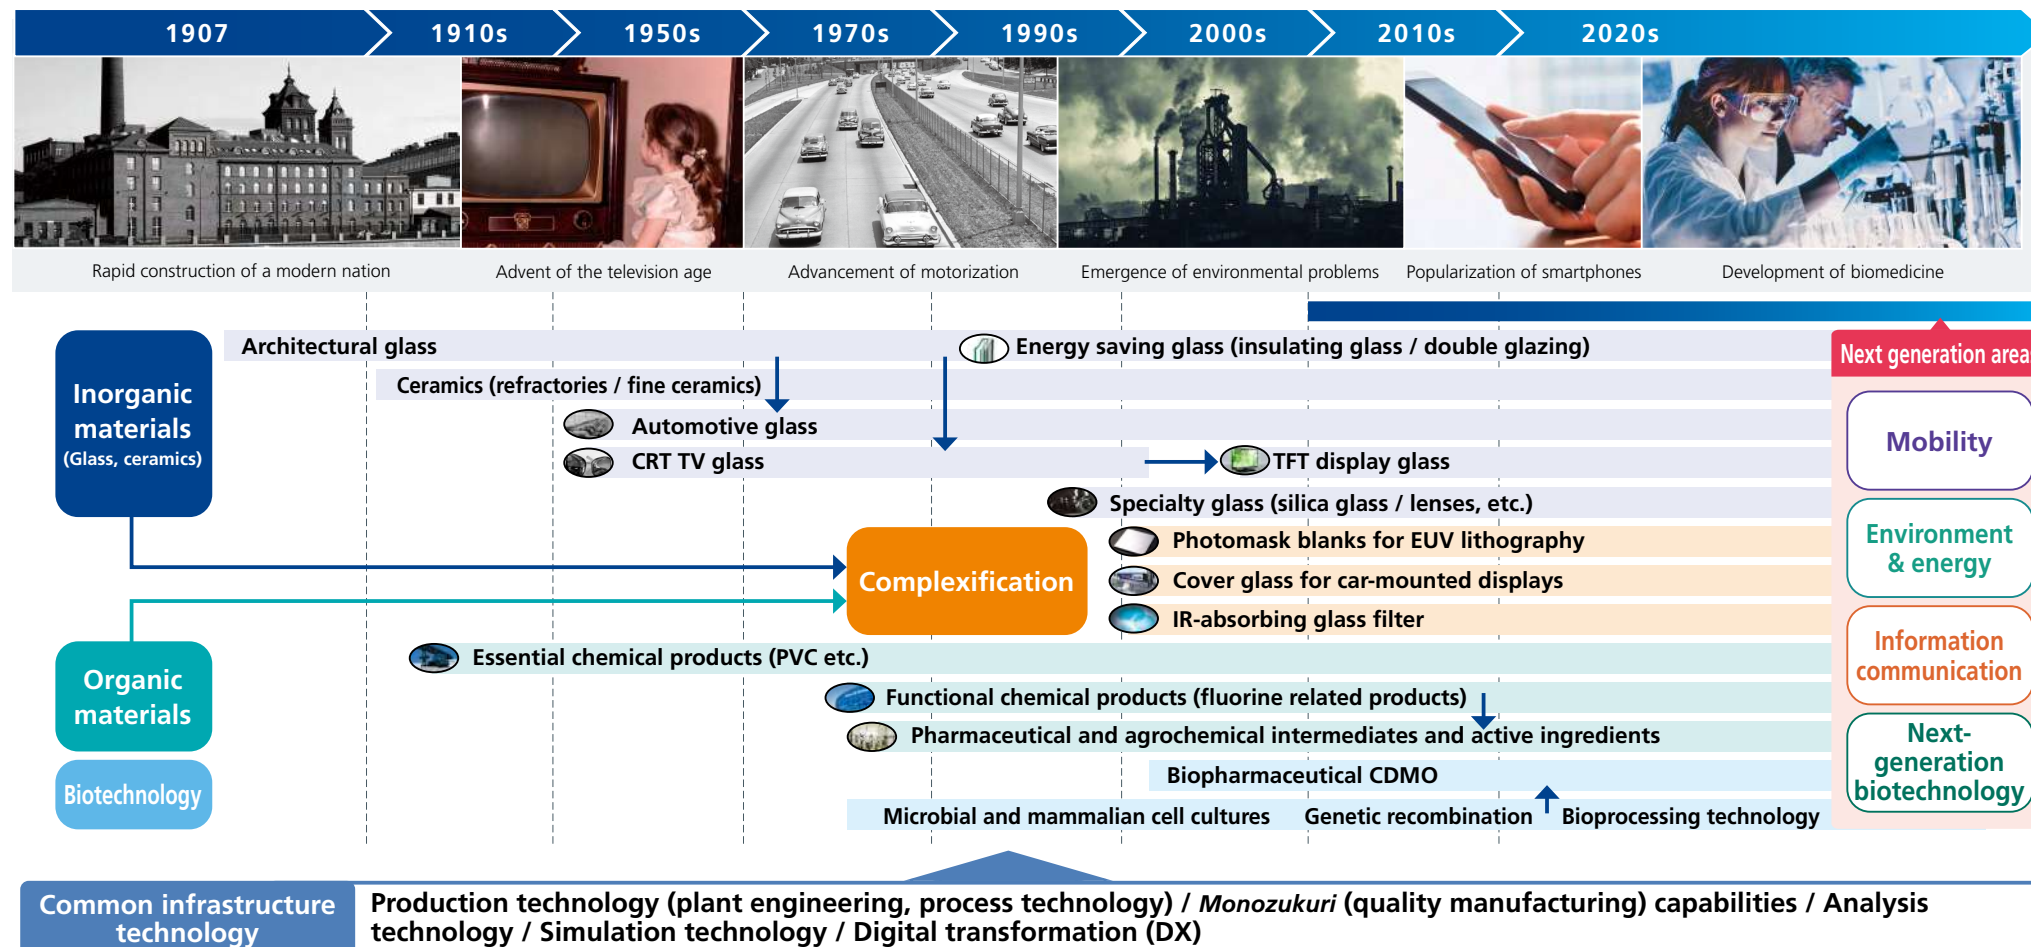 1907
1910s
1950s
1970s
1990s
2000s
2010s
2020s
Rapid construction of a modern nation
Advent of the television age
Advancement of motorization
Emergence of environmental problems
Popularization of smartphones
Development of biomedicine
Inorganic
materials
(Glass, ceramics)
Architectural glass
Energy saving glass (insulating glass / double glazing)
Ceramics (refractories / fine ceramics)
Automotive glass
CRT TV glass
TFT display glass
Specialty glass (silica glass / lenses, etc.)
Complexification
Photomask blanks for EUV lithography
Cover glass for car-mounted displays
IR-absorbing glass filter
Organic
materials
Essential chemical products (PVC etc.)
Functional chemical products (fluorine related products)
Pharmaceutical and agrochemical intermediates and active ingredients
Biotechnology
Biopharmaceutical CDMO
Microbial and mammalian cell cultures
Genetic recombination
Bioprocessing technology
Next generation area
Mobility
Environment
& energy
Information
communication
Next-
generation
biotechnology
Common infrastructure
technology
Production technology (plant engineering, process technology) / Monozukuri (quality manufacturing) capabilities / Analysis
technology / Simulation technology / Digital transformation (DX)